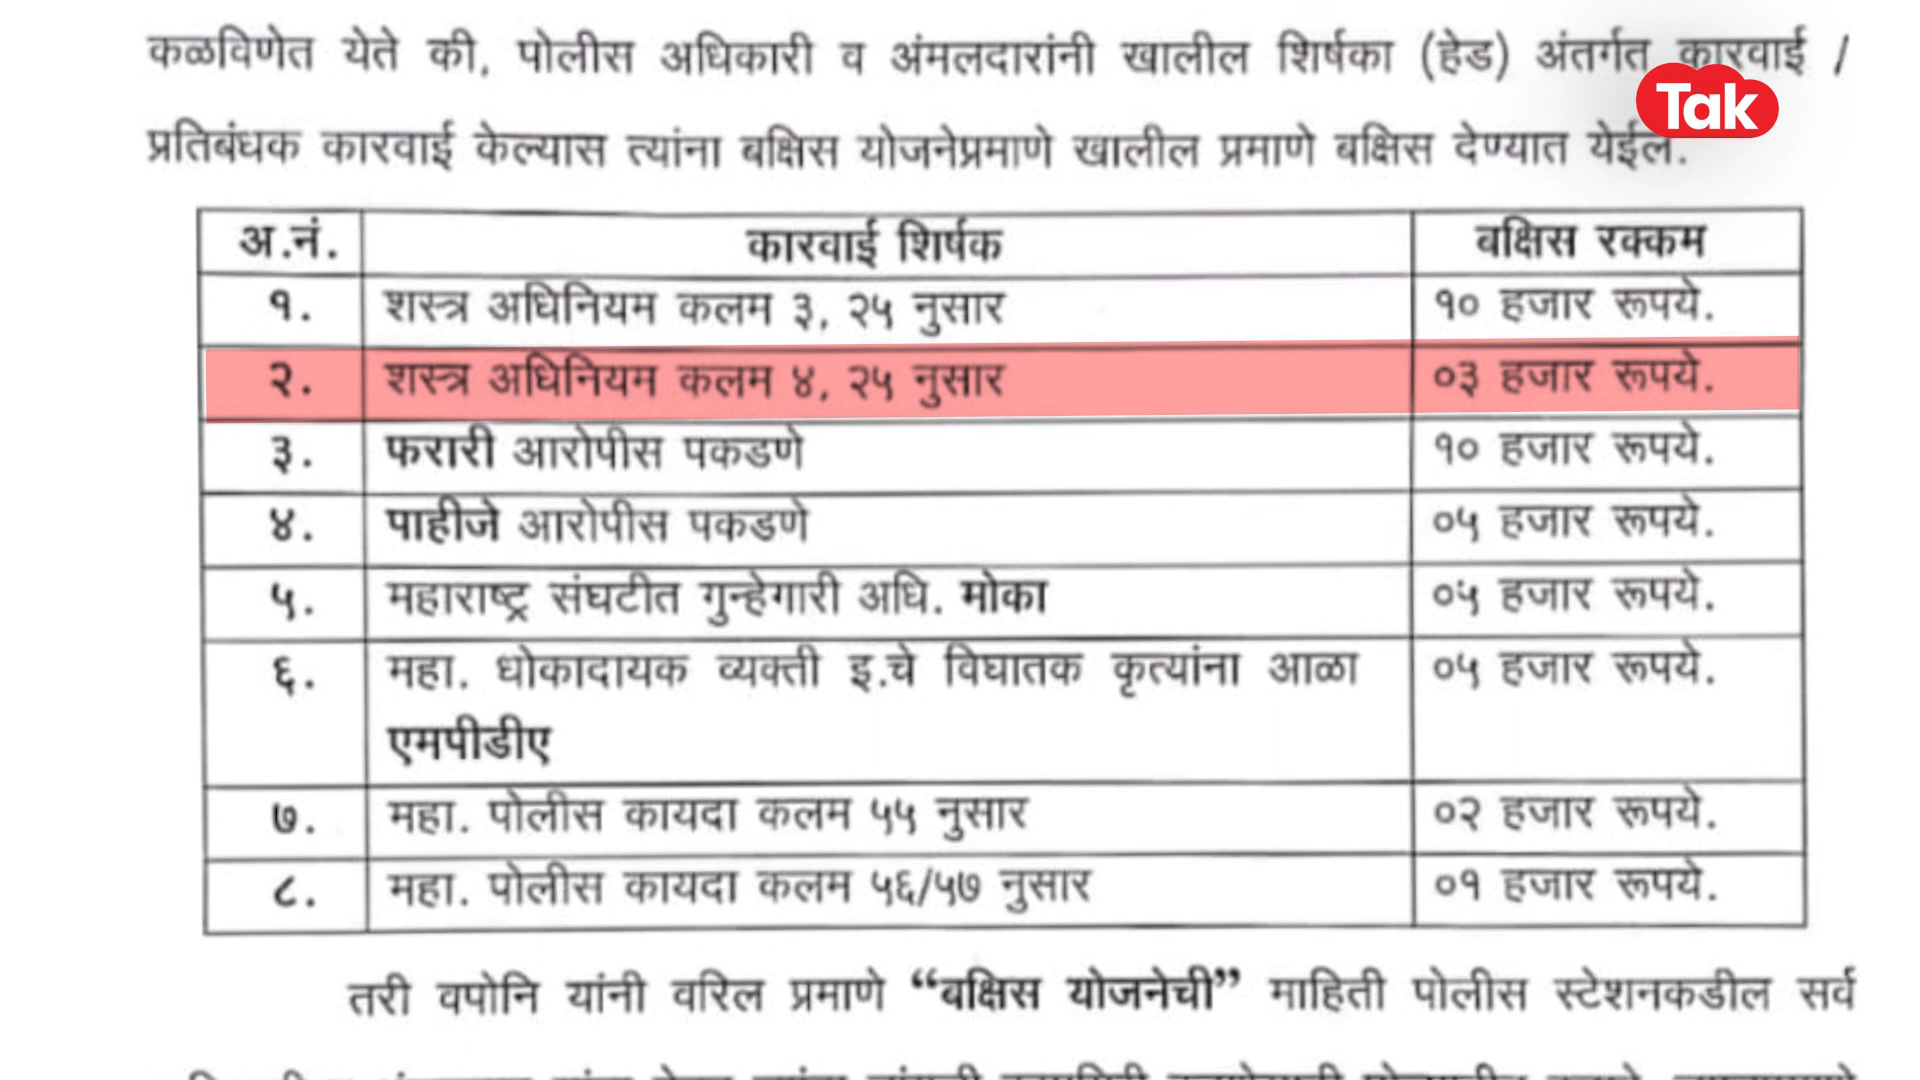 कळविणेत येते की, पोलीस अधिकारी व अंमलदारांनी खालील शिर्षका (हेड) अंतर्गत कारवाई /
Tak
प्रतिबंधक कारवाई केल्यास त्यांना बक्षिस योजनेप्रमाणे खालील प्रमाणे बक्षिस देण्यात येईल.
अ.नं. कारवाई शिर्षक बक्षिस रक्कम
१. शस्त्र अधिनियम कलम ३, २५ नुसार १० हजार रूपये.
२. शस्त्र अधिनियम कलम ४, २५ नुसार ०३ हजार रूपये.
३. फरारी आरोपीस पकडणे १० हजार रूपये.
४. पाहीजे आरोपीस पकडणे ०५ हजार रूपये.
५. महाराष्ट्र संघटीत गुन्हेगारी अधि. मोका ०५ हजार रूपये.
६. महा. धोकादायक व्यक्ती इ.चे विघातक कृत्यांना आळा ०५ हजार रूपये.
एमपीडीए
७. महा. पोलीस कायदा कलम ५५ नुसार ०२ हजार रूपये.
८. महा. पोलीस कायदा कलम ५६/५७ नुसार ०१ हजार रूपये.
तरी वपोनि यांनी वरिल प्रमाणे “बक्षिस योजनेची” माहिती पोलीस स्टेशनकडील सर्व